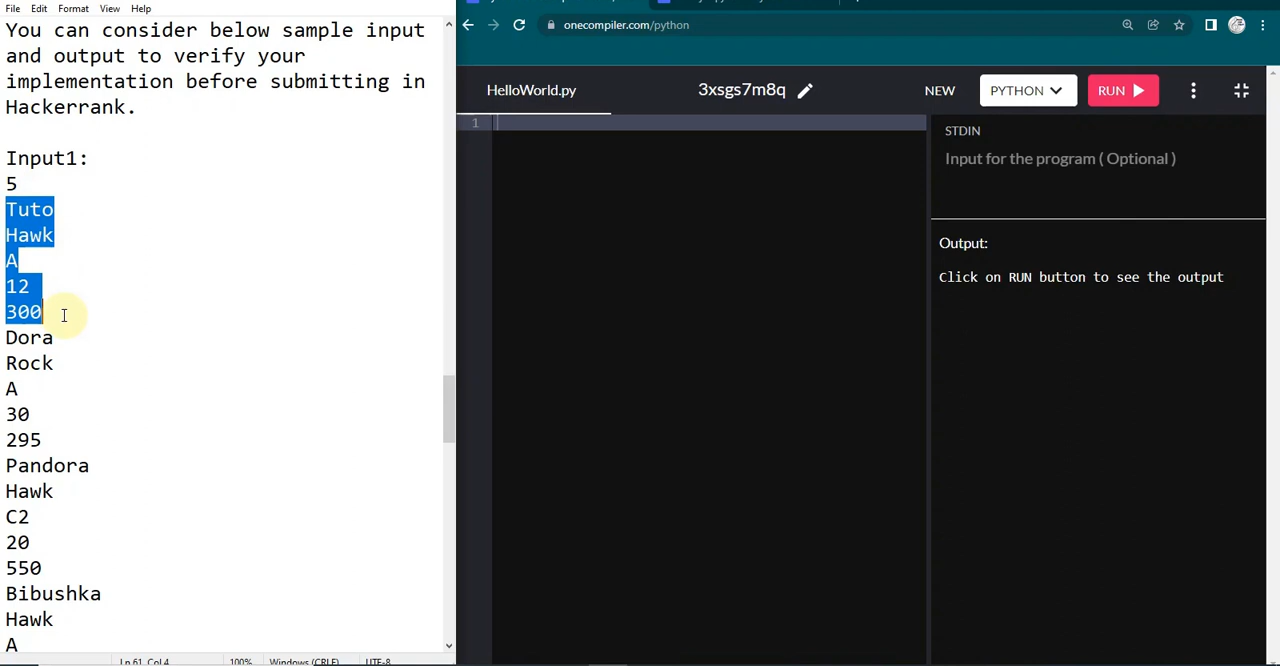 File Edit Format View Help
You can consider below sample input
and output to verify your
implementation before submitting in
Hackerrank.
Input1:
5
Tuto
Hawk
A
12
300
Dora
Rock
A
30
295
Pandora
Hawk
C2
20
550
Bibushka
Hawk
A
Ln 61, Col 4 100% Windows (CRLF) UTF-8
onecompiler.com/python
HelloWorld.py
3xsgs7m8q
NEW
PYTHON
RUN
1
STDIN
Input for the program ( Optional )
Output:
Click on RUN button to see the output